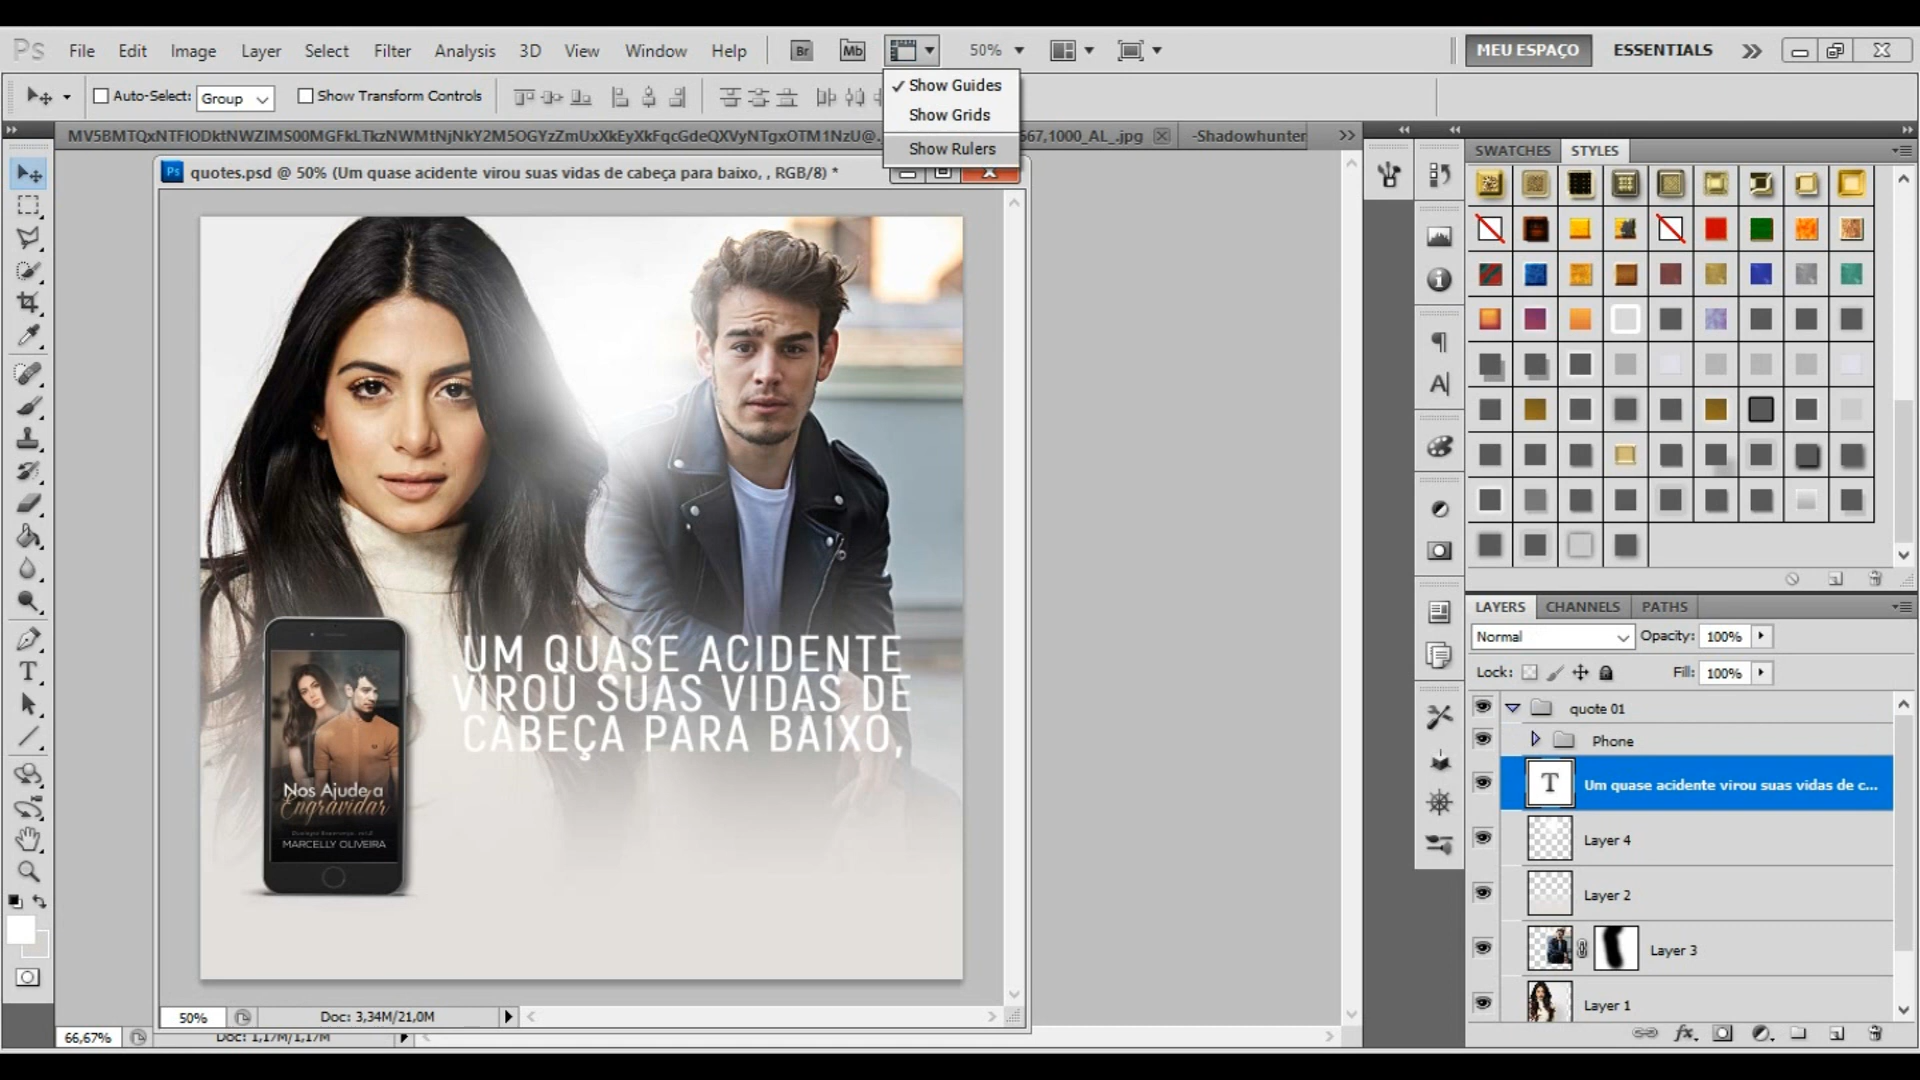 Ps File Edit Image Layer Select Filter Analysis 3D View Window Help Br Mb 50% MEU ESPAÇO ESSENTIALS
Auto-Select: Group Show Transform Controls
✓ Show Guides
Show Grids
Show Rulers
MV5BMTQxNTFlODktNWZlMS00MGFkLTkzNWMtNjNkY2M5OGYzZmUxXkEyXkFqcGdeQXVyNTgxOTM1NzU@. 667,1000_AL_.jpg -Shadowhunter
Ps quotes.psd @ 50% (Um quase acidente virou suas vidas de cabeça para baixo, , RGB/8) *
SWATCHES STYLES
UM QUASE ACIDENTE
VIROU SUAS VIDAS DE
CABEÇA PARA BAIXO,
Nos Ajude a
Engravidar
MARCELLY OLIVEIRA
LAYERS CHANNELS PATHS
Normal Opacity: 100%
Lock: Fill: 100%
quote 01
Phone
T Um quase acidente virou suas vidas de c...
Layer 4
Layer 2
Layer 3
Layer 1
50% Doc: 3,34M/21,0M
66,67% Doc: 1,17M/1,17M